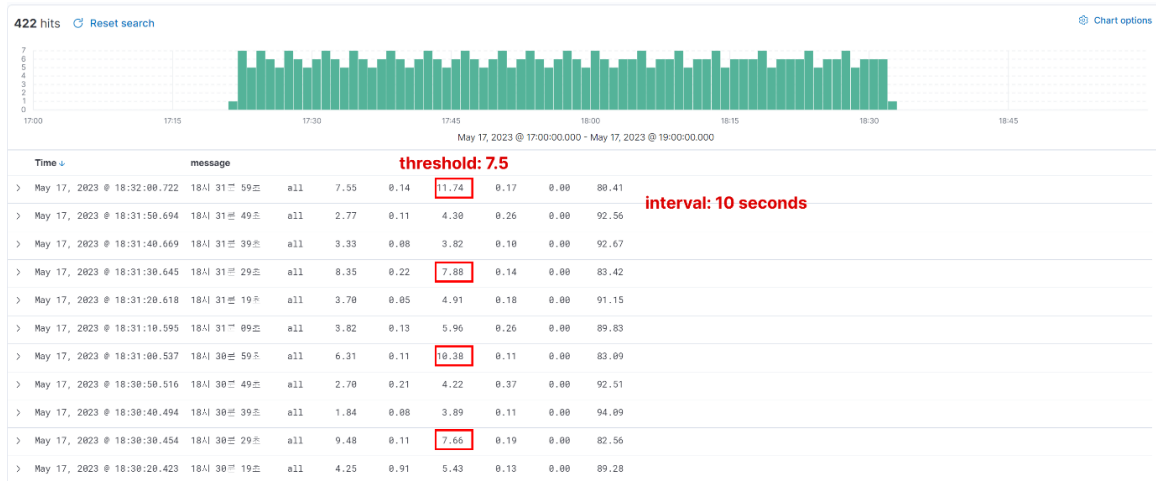 422 hits Reset search Chart options
7
6
5
4
3
2
1
0
17:00 17:15 17:30 17:45 18:00 18:15 18:30 18:45
May 17, 2023 @ 17:00:00.000 - May 17, 2023 @ 19:00:00.000
Time message
threshold: 7.5
May 17, 2023 @ 18:32:00.722 18시 31분 59초 all 7.55 0.14 11.74 0.17 0.00 80.41
interval: 10 seconds
May 17, 2023 @ 18:31:50.694 18시 31분 49초 all 2.77 0.11 4.30 0.26 0.00 92.56
May 17, 2023 @ 18:31:40.669 18시 31분 39초 all 3.33 0.08 3.82 0.10 0.00 92.67
May 17, 2023 @ 18:31:30.645 18시 31분 29초 all 8.35 0.22 7.88 0.14 0.00 83.42
May 17, 2023 @ 18:31:20.618 18시 31분 19초 all 3.70 0.05 4.91 0.18 0.00 91.15
May 17, 2023 @ 18:31:10.595 18시 31분 09초 all 3.82 0.13 5.96 0.26 0.00 89.83
May 17, 2023 @ 18:31:00.537 18시 30분 59초 all 6.31 0.11 10.38 0.11 0.00 83.09
May 17, 2023 @ 18:30:50.516 18시 30분 49초 all 2.70 0.21 4.22 0.37 0.00 92.51
May 17, 2023 @ 18:30:40.494 18시 30분 39초 all 1.84 0.08 3.89 0.11 0.00 94.09
May 17, 2023 @ 18:30:30.454 18시 30분 29초 all 9.48 0.11 7.66 0.19 0.00 82.56
May 17, 2023 @ 18:30:20.423 18시 30분 19초 all 4.25 0.91 5.43 0.13 0.00 89.28